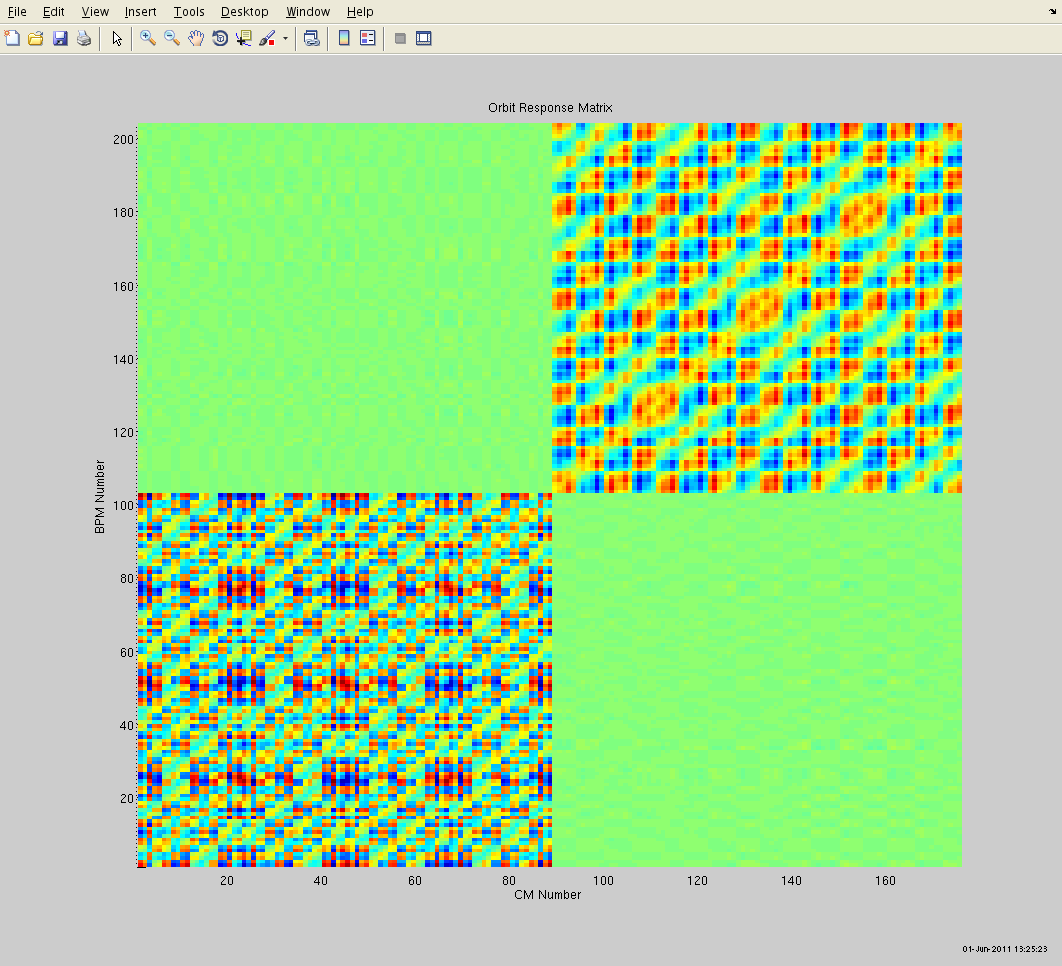 File Edit View Insert Tools Desktop Window Help
Orbit Response Matrix
200
180
160
140
120
100
80
60
40
20
BPM Number
20 40 60 80 100 120 140 160
CM Number
01-Jun-2011 13:25:23